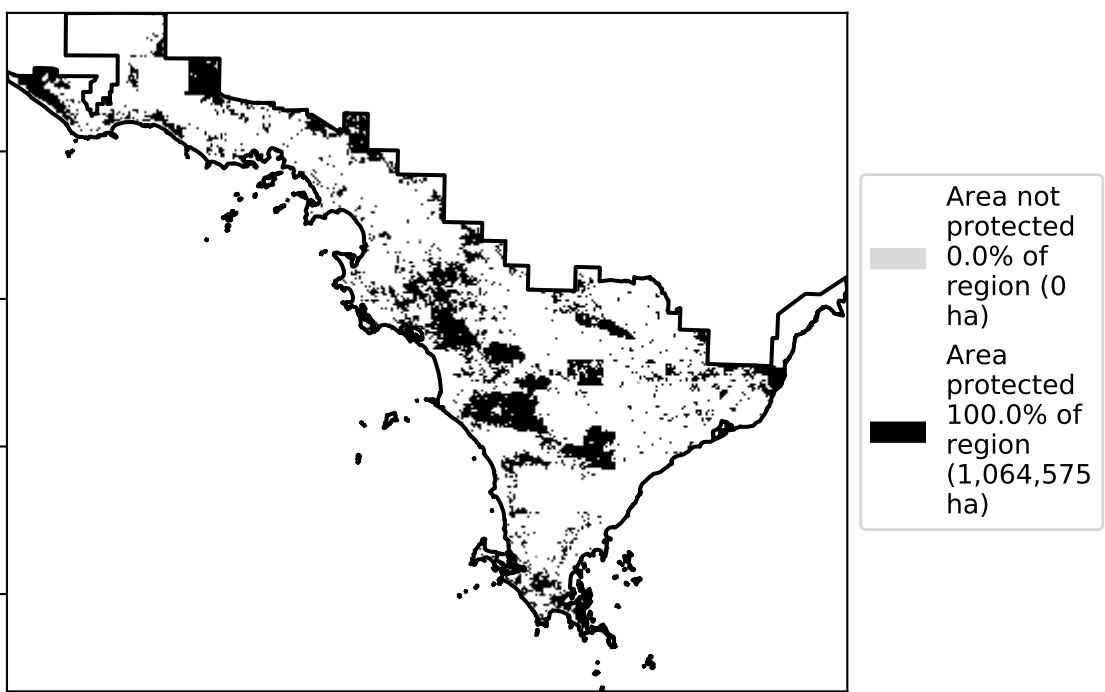 Area not
protected
0.0% of
region (0
ha)
Area
protected
100.0% of
region
(1,064,575
ha)